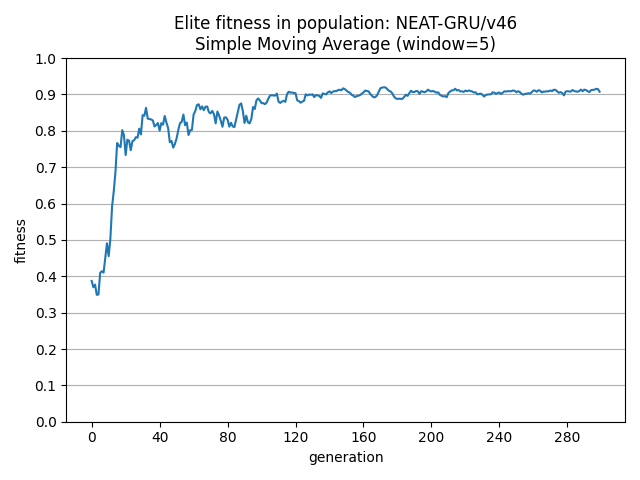 Elite fitness in population: NEAT-GRU/v46
Simple Moving Average (window=5)
1.0
0.9
0.8
0.7
0.6
0.5
0.4
0.3
0.2
0.1
0.0
fitness
0 40 80 120 160 200 240 280
generation